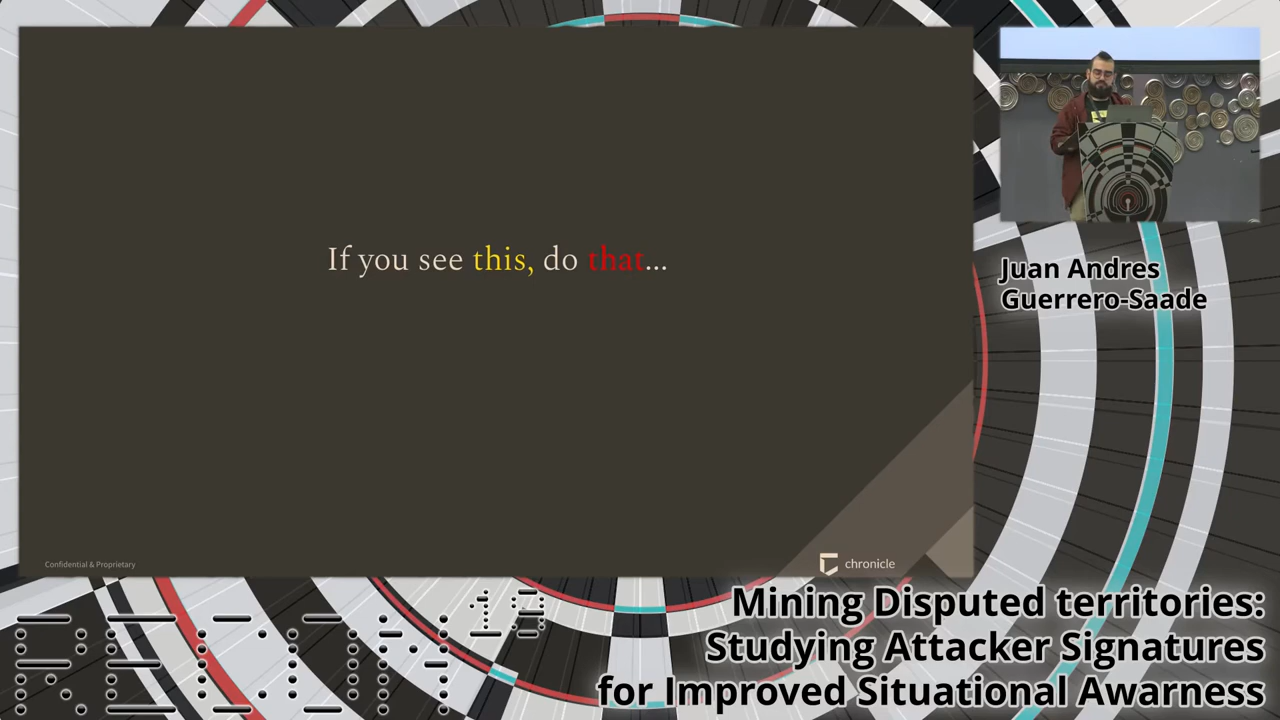 If you see this, do that...
Confidential & Proprietary
chronicle
Juan Andres
Guerrero-Saade
Mining Disputed territories:
Studying Attacker Signatures
for Improved Situational Awarness